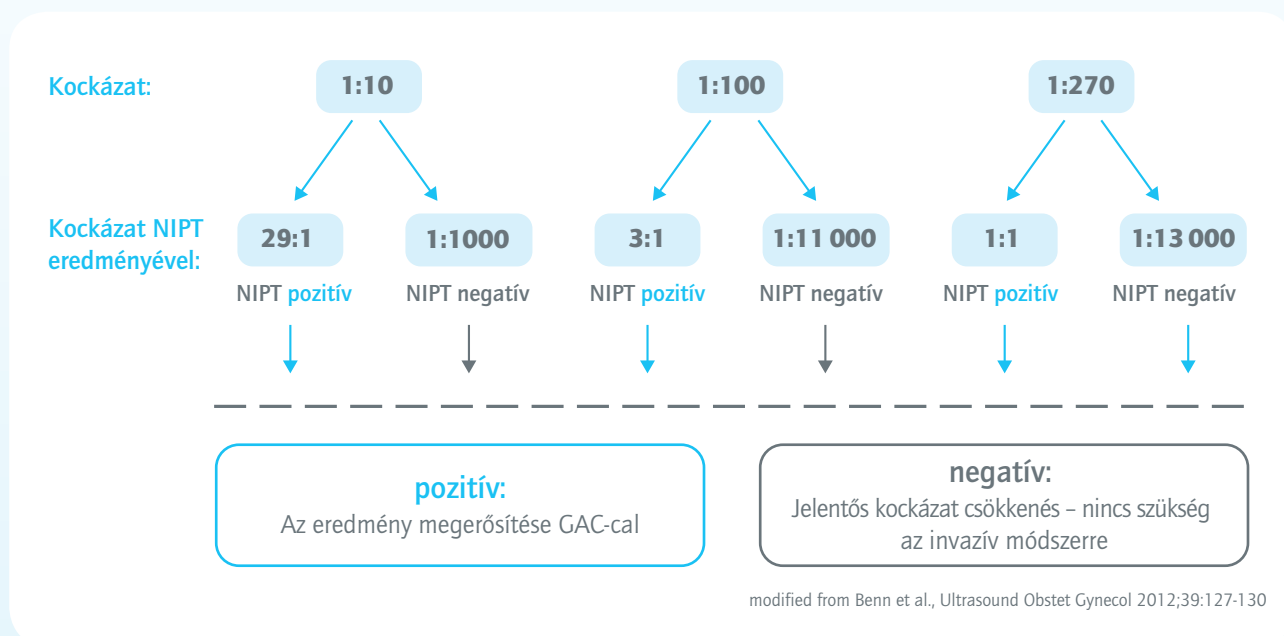 Kockázat:
1:10
1:100
1:270
Kockázat NIPT
eredményével:
29:1
1:1000
3:1
1:11 000
1:1
1:13 000
NIPT pozitív
NIPT negatív
NIPT pozitív
NIPT negatív
NIPT pozitív
NIPT negatív
pozitív:
Az eredmény megerősítése GAC-cal
negatív:
Jelentős kockázat csökkenés – nincs szükség
az invazív módszerre
modified from Benn et al., Ultrasound Obstet Gynecol 2012;39:127-130